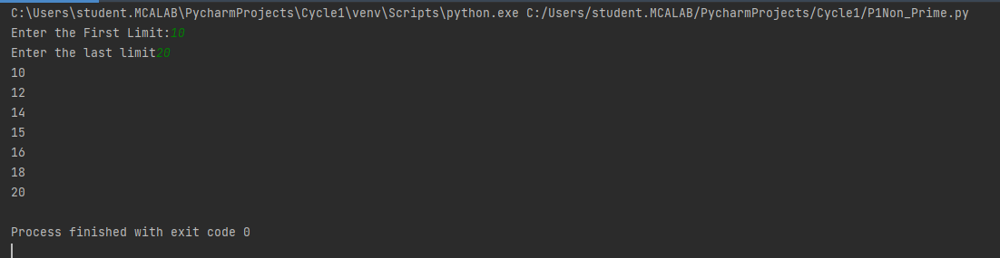 C:\Users\student.MCALAB\PycharmProjects\Cycle1\venv\Scripts\python.exe C:/Users/student.MCALAB/PycharmProjects/Cycle1/P1Non_Prime.py
Enter the First Limit:10
Enter the last limit20
10
12
14
15
16
18
20
Process finished with exit code 0